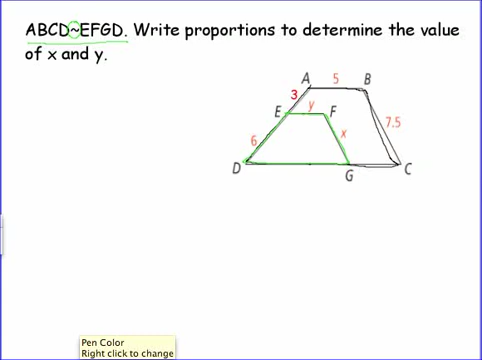 ABCD~EFGD. Write proportions to determine the value
of x and y.
A 5 B
3
E y F
7.5
6 x
D G C
Pen Color
Right click to change